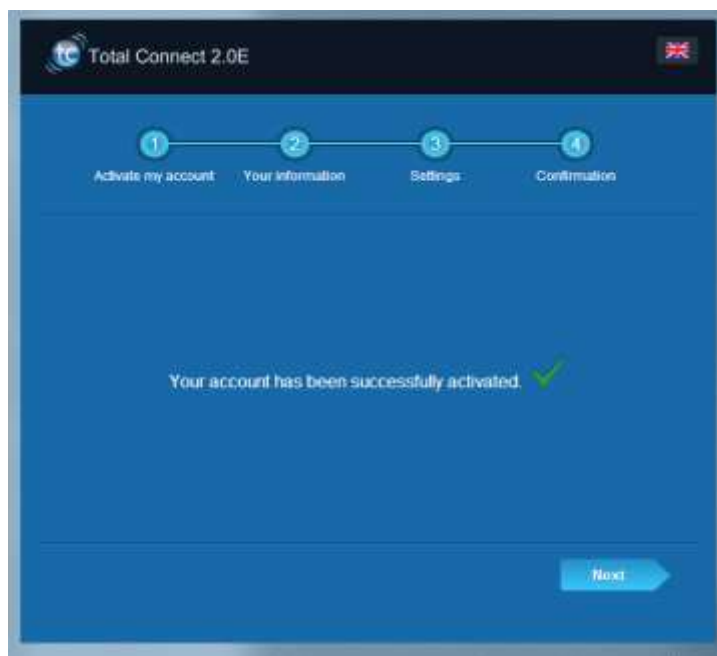 tc Total Connect 2.0E
1 2 3 4
Activate my account Your information Settings Confirmation
Your account has been successfully activated.
Next